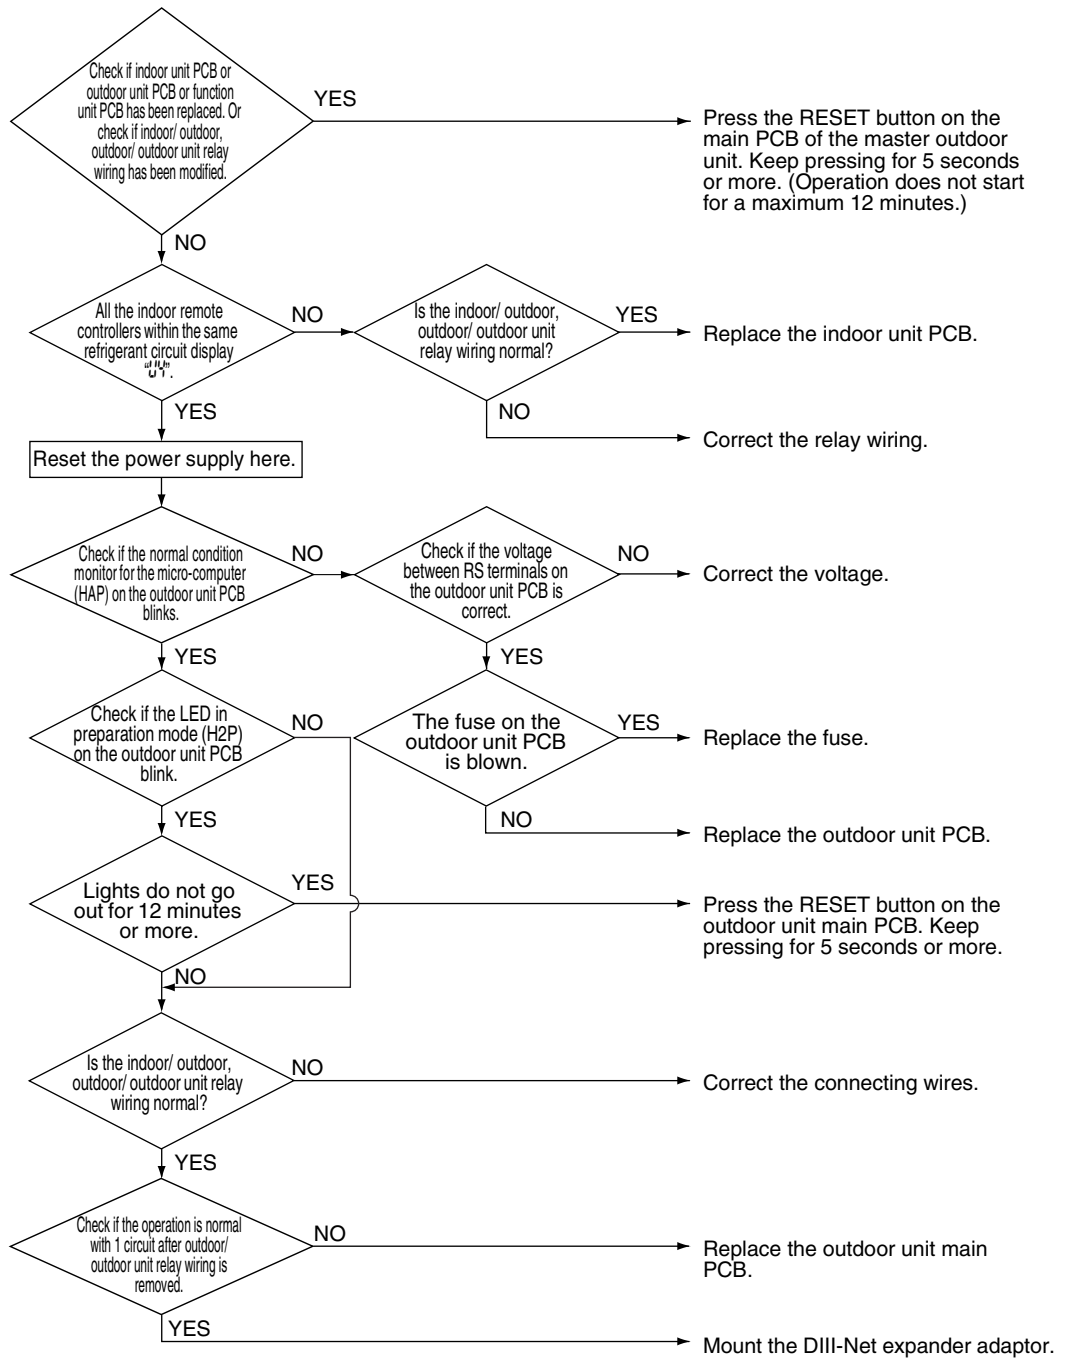 Check if indoor unit PCB or
outdoor unit PCB or function
unit PCB has been replaced. Or
check if indoor/ outdoor,
outdoor/ outdoor unit relay
wiring has been modified.
YES
Press the RESET button on the
main PCB of the master outdoor
unit. Keep pressing for 5 seconds
or more. (Operation does not start
for a maximum 12 minutes.)
NO
All the indoor remote
controllers within the same
refrigerant circuit display
“U4”.
NO
Is the indoor/ outdoor,
outdoor/ outdoor unit
relay wiring normal?
YES
Replace the indoor unit PCB.
YES
NO
Correct the relay wiring.
Reset the power supply here.
Check if the normal condition
monitor for the micro-computer
(HAP) on the outdoor unit PCB
blinks.
NO
Check if the voltage
between RS terminals on
the outdoor unit PCB is
correct.
NO
Correct the voltage.
YES
YES
Check if the LED in
preparation mode (H2P)
on the outdoor unit PCB
blink.
NO
The fuse on the
outdoor unit PCB
is blown.
YES
Replace the fuse.
YES
NO
Replace the outdoor unit PCB.
Lights do not go
out for 12 minutes
or more.
YES
Press the RESET button on the
outdoor unit main PCB. Keep
pressing for 5 seconds or more.
NO
Is the indoor/ outdoor,
outdoor/ outdoor unit relay
wiring normal?
NO
Correct the connecting wires.
YES
Check if the operation is normal
with 1 circuit after outdoor/
outdoor unit relay wiring is
removed.
NO
Replace the outdoor unit main
PCB.
YES
Mount the DIII-Net expander adaptor.